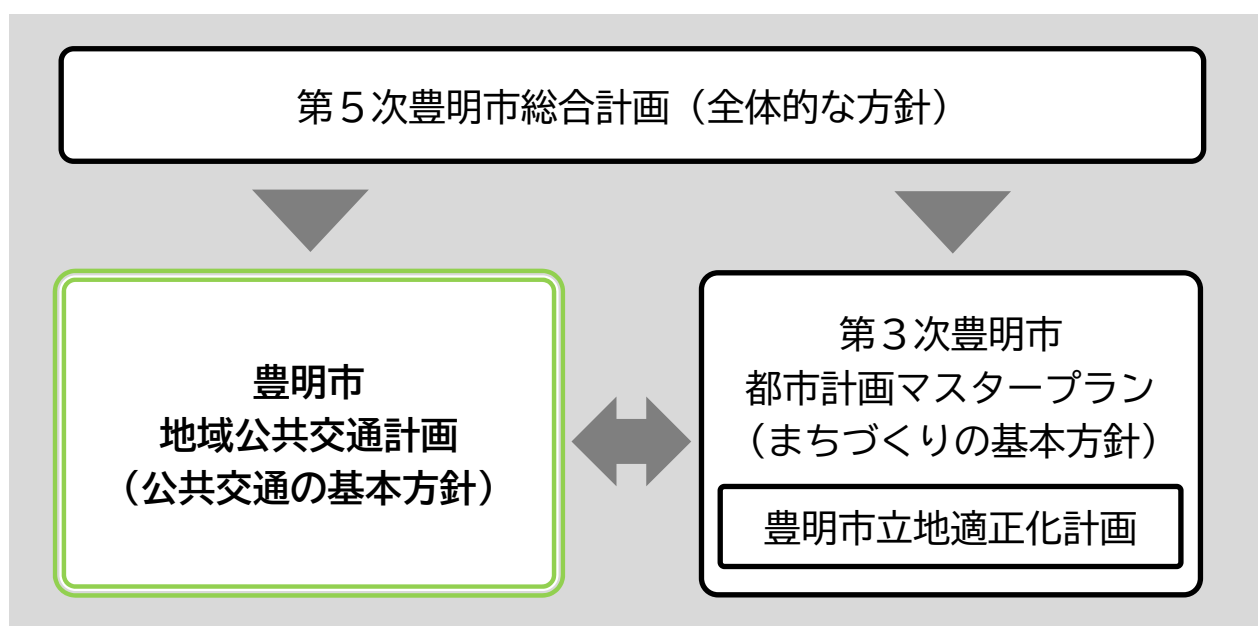 第５次豊明市総合計画（全体的な方針）
豊明市
地域公共交通計画
（公共交通の基本方針）
第３次豊明市
都市計画マスタープラン
（まちづくりの基本方針）
豊明市立地適正化計画